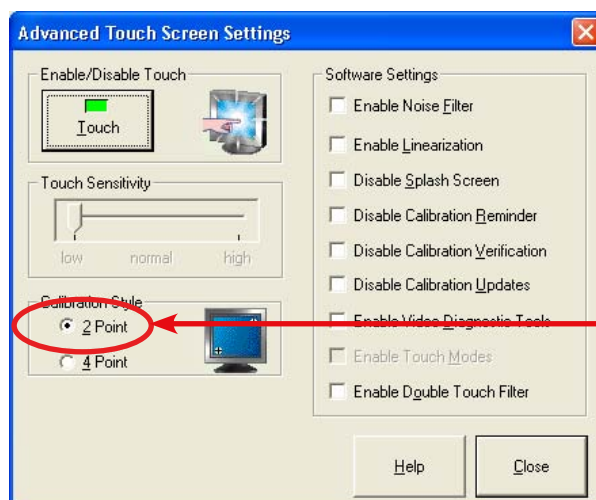 Advanced Touch Screen Settings
Enable/Disable Touch
Touch
Touch Sensitivity
low normal high
Calibration Style
2 Point
4 Point
Software Settings
Enable Noise Filter
Enable Linearization
Disable Splash Screen
Disable Calibration Reminder
Disable Calibration Verification
Disable Calibration Updates
Enable Video Diagnostic Tools
Enable Touch Modes
Enable Double Touch Filter
Help
Close